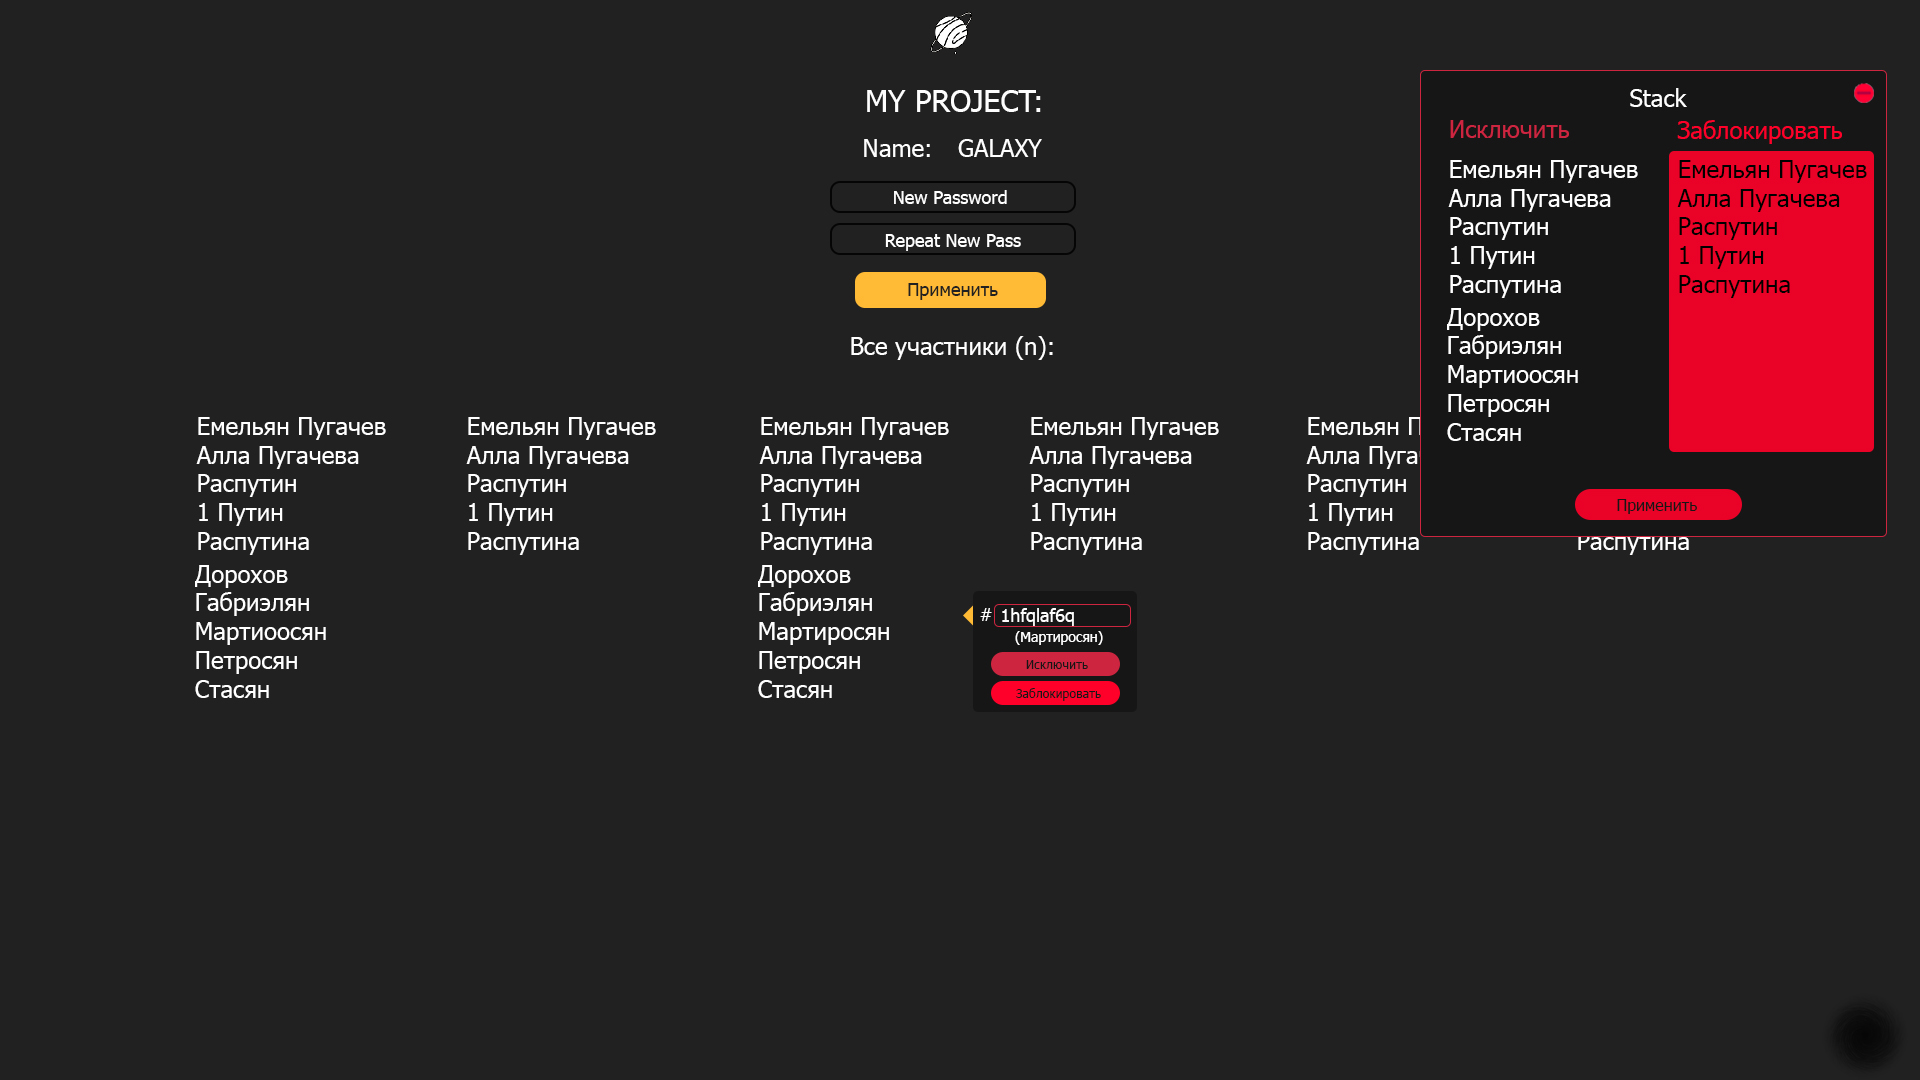 MY PROJECT:
Name: GALAXY
New Password
Repeat New Pass
Применить
Все участники (n):
Емельян Пугачев
Алла Пугачева
Распутин
1 Путин
Распутина
Дорохов
Габриэлян
Мартиоосян
Петросян
Стасян
Емельян Пугачев
Алла Пугачева
Распутин
1 Путин
Распутина
Емельян Пугачев
Алла Пугачева
Распутин
1 Путин
Распутина
Дорохов
Габриэлян
Мартиросян
Петросян
Стасян
# 1hfqlaf6q
(Мартиросян)
Исключить
Заблокировать
Емельян Пугачев
Алла Пугачева
Распутин
1 Путин
Распутина
Емельян П
Алла Пуга
Распутин
1 Путин
Распутина
Распутина
Stack
Исключить
Емельян Пугачев
Алла Пугачева
Распутин
1 Путин
Распутина
Дорохов
Габриэлян
Мартиоосян
Петросян
Стасян
Заблокировать
Емельян Пугачев
Алла Пугачева
Распутин
1 Путин
Распутина
Применить